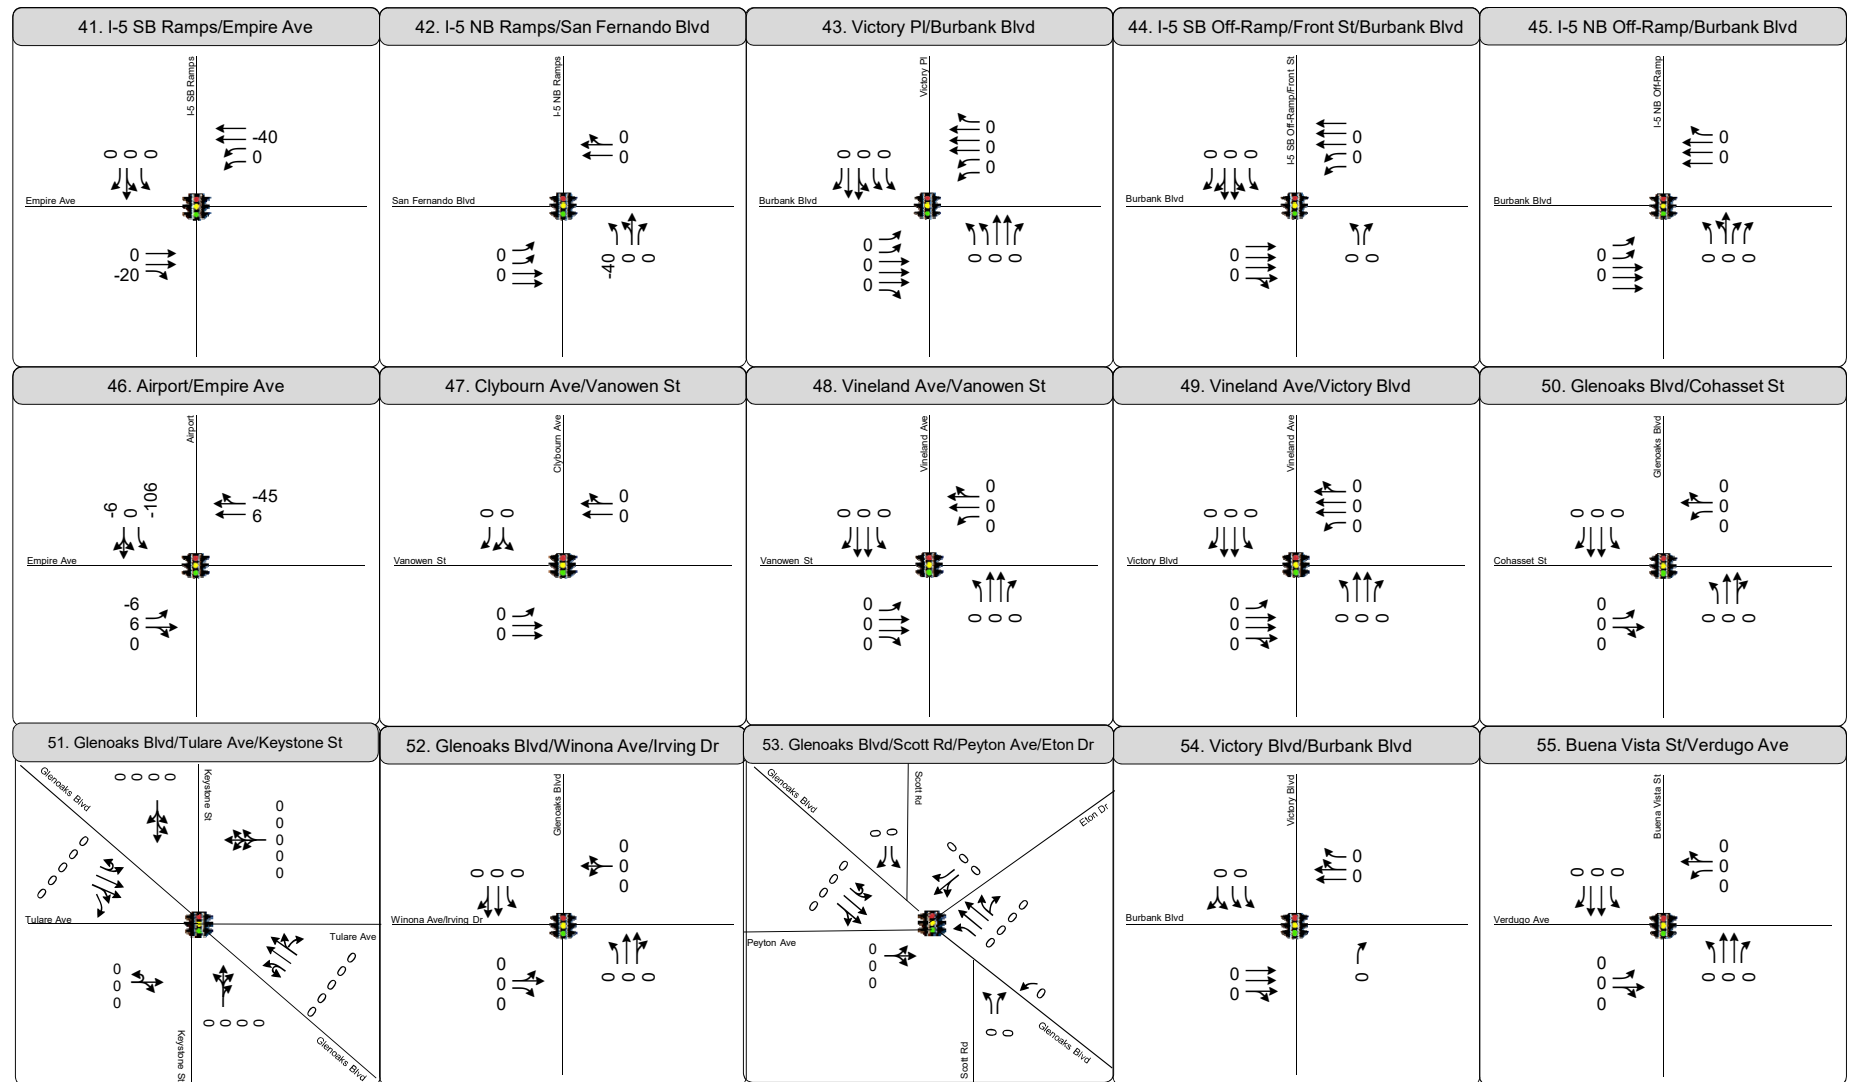 41. I-5 SB Ramps/Empire Ave
I-5 SB Ramps
-40
0
0 0 0
Empire Ave
0
-20
42. I-5 NB Ramps/San Fernando Blvd
I-5 NB Ramps
0
0
San Fernando Blvd
0
0
-40 0 0
43. Victory Pl/Burbank Blvd
Victory Pl
0
0
0
0 0 0
Burbank Blvd
0
0
0
0 0 0
44. I-5 SB Off-Ramp/Front St/Burbank Blvd
I-5 SB Off-Ramp/Front St
0
0
0 0 0
Burbank Blvd
0
0
0 0
45. I-5 NB Off-Ramp/Burbank Blvd
I-5 NB Off-Ramp
0
0
Burbank Blvd
0
0
0 0 0
46. Airport/Empire Ave
Airport
-45
6
-6 0 -106
Empire Ave
-6
6
0
47. Clybourn Ave/Vanowen St
Clybourn Ave
0
0
0 0
Vanowen St
0
0
48. Vineland Ave/Vanowen St
Vineland Ave
0
0
0
0 0 0
Vanowen St
0
0
0
0 0 0
49. Vineland Ave/Victory Blvd
Vineland Ave
0
0
0
0 0 0
Victory Blvd
0
0
0
0 0 0
50. Glenoaks Blvd/Cohasset St
Glenoaks Blvd
0
0
0
0 0 0
Cohasset St
0
0
0
0 0 0
51. Glenoaks Blvd/Tulare Ave/Keystone St
Glenoaks Blvd
0 0 0 0
Keystone St
0
0
0
0
0
0 0 0 0 0
Tulare Ave
Tulare Ave
0
0
0
0 0 0 0
0 0 0 0 0
Keystone St
Glenoaks Blvd
52. Glenoaks Blvd/Winona Ave/Irving Dr
Glenoaks Blvd
0
0
0
0 0 0
Winona Ave/Irving Dr
0
0
0
0 0 0
53. Glenoaks Blvd/Scott Rd/Peyton Ave/Eton Dr
Glenoaks Blvd
Scott Rd
Eton Dr
0 0
0 0 0
0 0 0 0
0 0 0 0
Peyton Ave
0
0
0
0
0 0
Scott Rd
Glenoaks Blvd
54. Victory Blvd/Burbank Blvd
Victory Blvd
0
0
0 0
Burbank Blvd
0
0
0
55. Buena Vista St/Verdugo Ave
Buena Vista St
0
0
0
0 0 0
Verdugo Ave
0
0
0
0 0 0